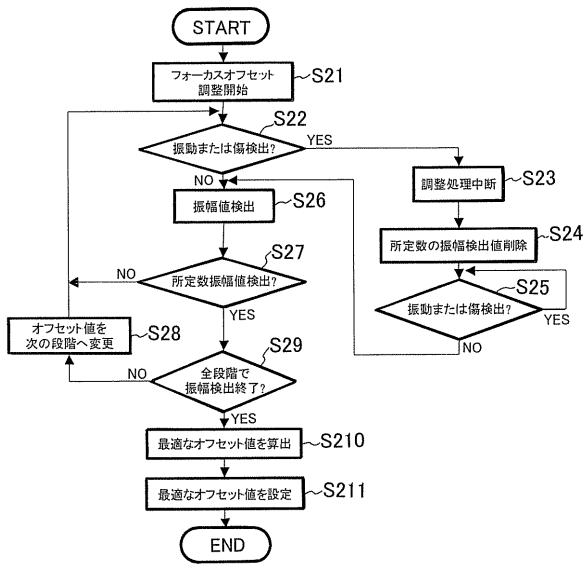 START
フォーカスオフセット
調整開始
S21
S22
振動または傷検出?
YES
NO
調整処理中断
S23
振幅値検出
S26
所定数の振幅検出値削除
S24
S27
所定数振幅値検出?
NO
YES
S25
振動または傷検出?
YES
NO
オフセット値を
次の段階へ変更
S28
S29
全段階で
振幅検出終了?
NO
YES
最適なオフセット値を算出
S210
最適なオフセット値を設定
S211
END